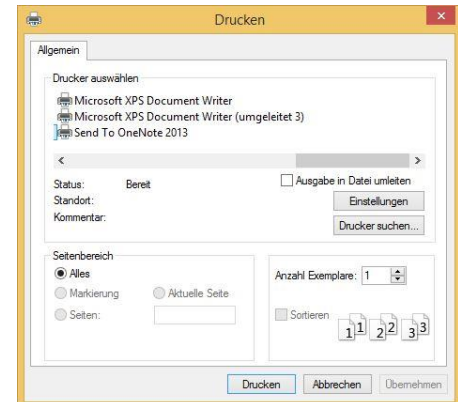 Drucken
Allgemein
Drucker auswählen
Microsoft XPS Document Writer
Microsoft XPS Document Writer (umgeleitet 3)
Send To OneNote 2013
Status: Bereit
Standort:
Kommentar:
Ausgabe in Datei umleiten
Einstellungen
Drucker suchen...
Seitenbereich
Alles
Markierung Aktuelle Seite
Seiten:
Anzahl Exemplare: 1
Sortieren
1 1 2 2 3 3
Drucken Abbrechen Übernehmen